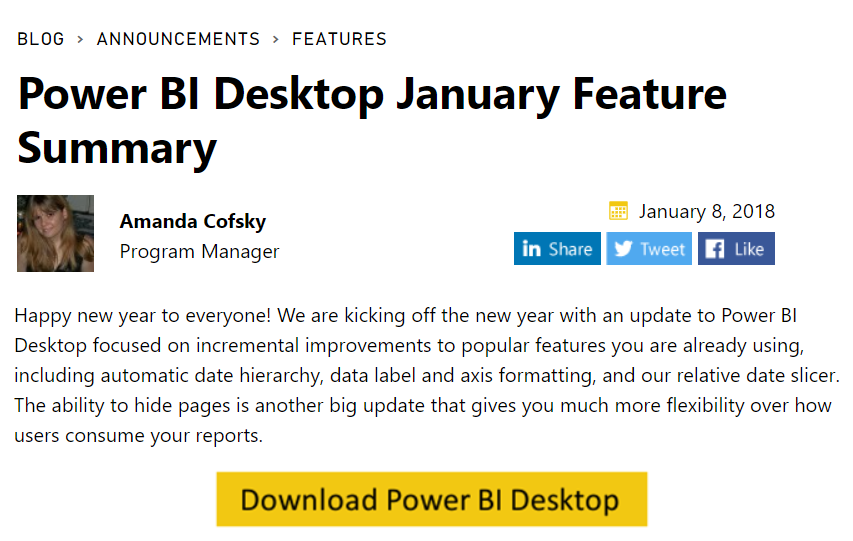 BLOG > ANNOUNCEMENTS > FEATURES
Power BI Desktop January Feature
Summary
Amanda Cofsky
Program Manager
January 8, 2018
in Share Tweet f Like
Happy new year to everyone! We are kicking off the new year with an update to Power BI
Desktop focused on incremental improvements to popular features you are already using,
including automatic date hierarchy, data label and axis formatting, and our relative date slicer.
The ability to hide pages is another big update that gives you much more flexibility over how
users consume your reports.
Download Power BI Desktop